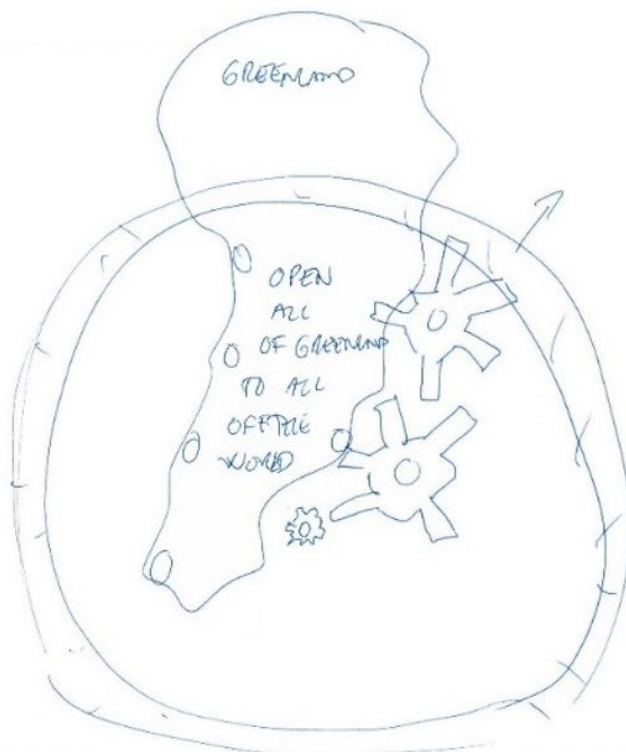 GREENLAND
OPEN
ALL
OF GREENLAND
TO ALL
OF THE
WORLD